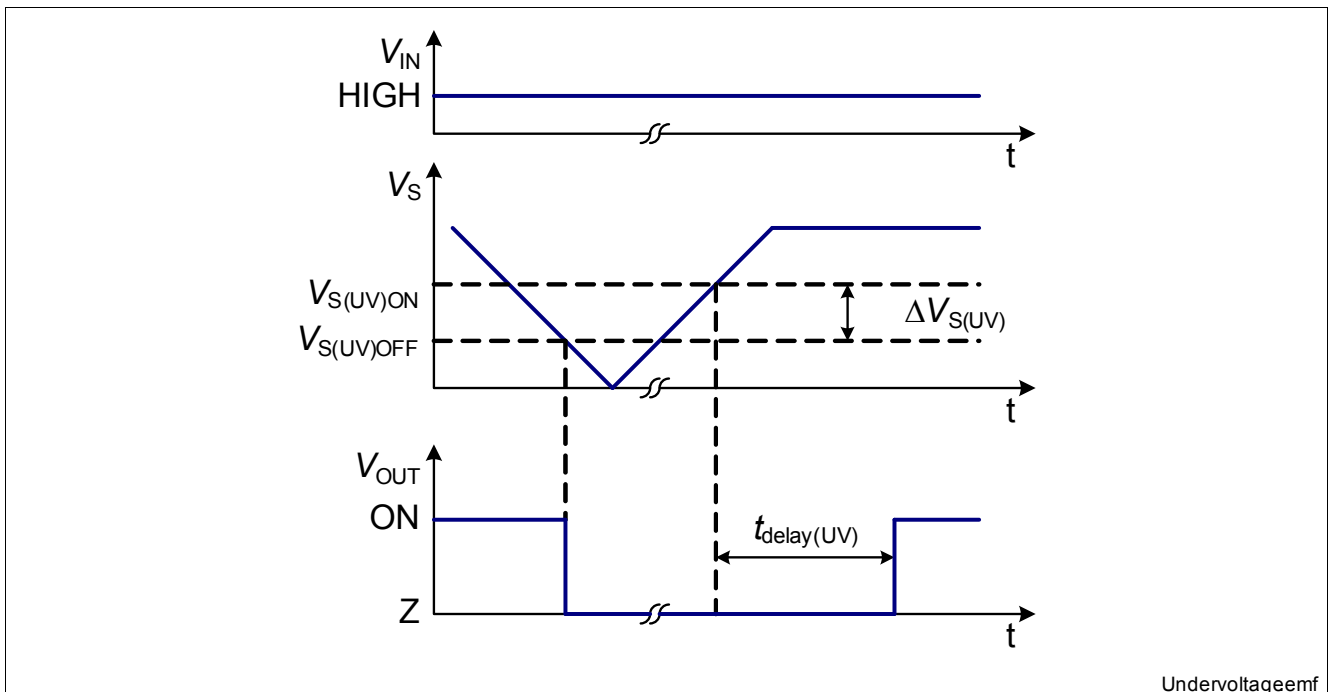 VIN
HIGH
t
VS
VS(UV)ON
VS(UV)OFF
ΔVS(UV)
t
VOUT
ON
tdelay(UV)
Z
t
Undervoltageemf